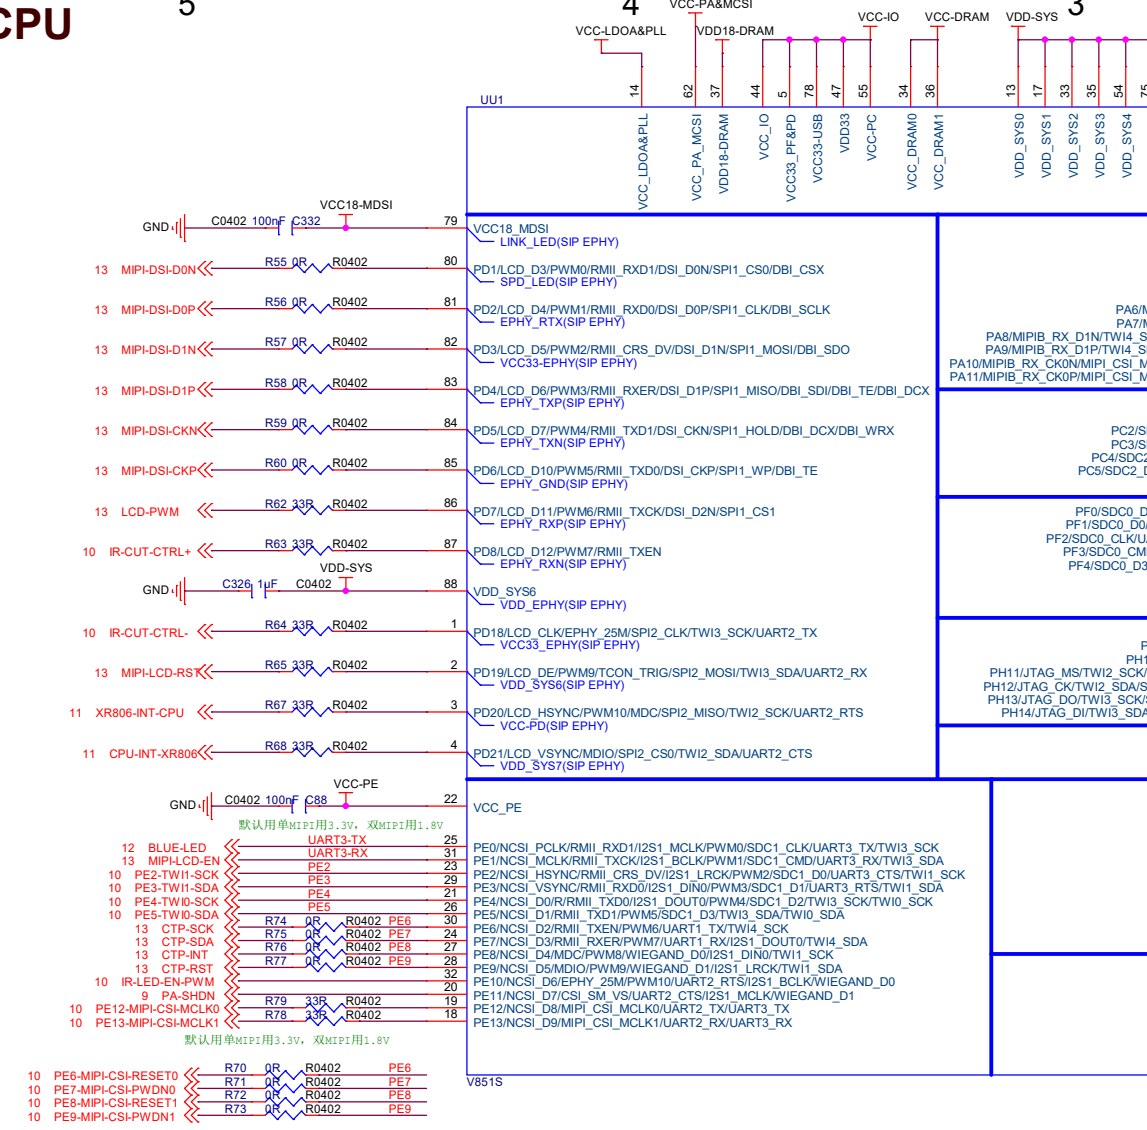 CPU
5
4
3
VCC-PA&MCSI
VCC-LDOA&PLL
VDD18-DRAM
VCC-IO
VCC-DRAM
VDD-SYS
14
62
37
44
5
78
47
55
34
36
13
17
33
35
54
75
UU1
VCC_LDOA&PLL
VCC_PA_MCSI
VDD18-DRAM
VCC_IO
VCC33_PF&PD
VCC33-USB
VDD33
VCC-PC
VCC_DRAM0
VCC_DRAM1
VDD_SYS0
VDD_SYS1
VDD_SYS2
VDD_SYS3
VDD_SYS4
VCC18-MDSI
GND C0402 100nF C332 79 VCC18_MDSI
LINK_LED(SIP EPHY)
13 MIPI-DSI-D0N R55 0R R0402 80 PD1/LCD_D3/PWM0/RMII_RXD1/DSI_D0N/SPI1_CS0/DBI_CSX
SPD_LED(SIP EPHY)
13 MIPI-DSI-D0P R56 0R R0402 81 PD2/LCD_D4/PWM1/RMII_RXD0/DSI_D0P/SPI1_CLK/DBI_SCLK
EPHY_RTX(SIP EPHY)
13 MIPI-DSI-D1N R57 0R R0402 82 PD3/LCD_D5/PWM2/RMII_CRS_DV/DSI_D1N/SPI1_MOSI/DBI_SDO
VCC33-EPHY(SIP EPHY)
13 MIPI-DSI-D1P R58 0R R0402 83 PD4/LCD_D6/PWM3/RMII_RXER/DSI_D1P/SPI1_MISO/DBI_SDI/DBI_TE/DBI_DCX
EPHY_TXP(SIP EPHY)
13 MIPI-DSI-CKN R59 0R R0402 84 PD5/LCD_D7/PWM4/RMII_TXD1/DSI_CKN/SPI1_HOLD/DBI_DCX/DBI_WRX
EPHY_TXN(SIP EPHY)
13 MIPI-DSI-CKP R60 0R R0402 85 PD6/LCD_D10/PWM5/RMII_TXD0/DSI_CKP/SPI1_WP/DBI_TE
EPHY_GND(SIP EPHY)
13 LCD-PWM R62 33R R0402 86 PD7/LCD_D11/PWM6/RMII_TXCK/DSI_D2N/SPI1_CS1
EPHY_RXP(SIP EPHY)
10 IR-CUT-CTRL+ R63 33R R0402 87 PD8/LCD_D12/PWM7/RMII_TXEN
EPHY_RXN(SIP EPHY)
VDD-SYS
GND C326 1uF C0402 88 VDD_SYS6
VDD_EPHY(SIP EPHY)
10 IR-CUT-CTRL- R64 33R R0402 1 PD18/LCD_CLK/EPHY_25M/SPI2_CLK/TWI3_SCK/UART2_TX
VCC33_EPHY(SIP EPHY)
13 MIPI-LCD-RST R65 33R R0402 2 PD19/LCD_DE/PWM9/TCON_TRIG/SPI2_MOSI/TWI3_SDA/UART2_RX
VDD_SYS6(SIP EPHY)
11 XR806-INT-CPU R67 33R R0402 3 PD20/LCD_HSYNC/PWM10/MDC/SPI2_MISO/TWI2_SCK/UART2_RTS
VCC-PD(SIP EPHY)
11 CPU-INT-XR806 R68 33R R0402 4 PD21/LCD_VSYNC/MDIO/SPI2_CS0/TWI2_SDA/UART2_CTS
VDD_SYS7(SIP EPHY)
PA6/M
PA7/M
PA8/MIPIB_RX_D1N/TWI4_S
PA9/MIPIB_RX_D1P/TWI4_S
PA10/MIPIB_RX_CK0N/MIPI_CSI_M
PA11/MIPIB_RX_CK0P/MIPI_CSI_M
PC2/S
PC3/S
PC4/SDC2
PC5/SDC2_D
PF0/SDC0_D
PF1/SDC0_D0/
PF2/SDC0_CLK/U
PF3/SDC0_CM
PF4/SDC0_D3
P
PH1
PH11/JTAG_MS/TWI2_SCK/
PH12/JTAG_CK/TWI2_SDA/S
PH13/JTAG_DO/TWI3_SCK/
PH14/JTAG_DI/TWI3_SDA
VCC-PE
GND C0402 100nF C88 22 VCC_PE
默认用单MIPI用3.3V, 双MIPI用1.8V
12 BLUE-LED UART3-TX 25 PE0/NCSI_PCLK/RMII_RXD1/I2S1_MCLK/PWM0/SDC1_CLK/UART3_TX/TWI3_SCK
13 MIPI-LCD-EN UART3-RX 31 PE1/NCSI_MCLK/RMII_TXCK/I2S1_BCLK/PWM1/SDC1_CMD/UART3_RX/TWI3_SDA
10 PE2-TWI1-SCK PE2 23 PE2/NCSI_HSYNC/RMII_CRS_DV/I2S1_LRCK/PWM2/SDC1_D0/UART3_CTS/TWI1_SCK
10 PE3-TWI1-SDA PE3 29 PE3/NCSI_VSYNC/RMII_RXD0/I2S1_DIN0/PWM3/SDC1_D1/UART3_RTS/TWI1_SDA
10 PE4-TWI0-SCK PE4 21 PE4/NCSI_D0/R/RMII_TXD0/I2S1_DOUT0/PWM4/SDC1_D2/TWI3_SCK/TWI0_SCK
10 PE5-TWI0-SDA PE5 26 PE5/NCSI_D1/RMII_TXD1/PWM5/SDC1_D3/TWI3_SDA/TWI0_SDA
13 CTP-SCK R74 0R R0402 PE6 30 PE6/NCSI_D2/RMII_TXEN/PWM6/UART1_TX/TWI4_SCK
13 CTP-SDA R75 0R R0402 PE7 24 PE7/NCSI_D3/RMII_RXER/PWM7/UART1_RX/I2S1_DOUT0/TWI4_SDA
13 CTP-INT R76 0R R0402 PE8 27 PE8/NCSI_D4/MDC/PWM8/WIEGAND_D0/I2S1_DIN0/TWI1_SCK
13 CTP-RST R77 0R R0402 PE9 28 PE9/NCSI_D5/MDIO/PWM9/WIEGAND_D1/I2S1_LRCK/TWI1_SDA
10 IR-LED-EN-PWM 32 PE10/NCSI_D6/EPHY_25M/PWM10/UART2_RTS/I2S1_BCLK/WIEGAND_D0
9 PA-SHDN 20 PE11/NCSI_D7/CSI_SM_VS/UART2_CTS/I2S1_MCLK/WIEGAND_D1
10 PE12-MIPI-CSI-MCLK0 R79 33R R0402 19 PE12/NCSI_D8/MIPI_CSI_MCLK0/UART2_TX/UART3_TX
10 PE13-MIPI-CSI-MCLK1 R78 33R R0402 18 PE13/NCSI_D9/MIPI_CSI_MCLK1/UART2_RX/UART3_RX
默认用单MIPI用3.3V, 双MIPI用1.8V
10 PE6-MIPI-CSI-RESET0 R70 0R R0402 PE6
10 PE7-MIPI-CSI-PWDN0 R71 0R R0402 PE7
10 PE8-MIPI-CSI-RESET1 R72 0R R0402 PE8
10 PE9-MIPI-CSI-PWDN1 R73 0R R0402 PE9
V851S